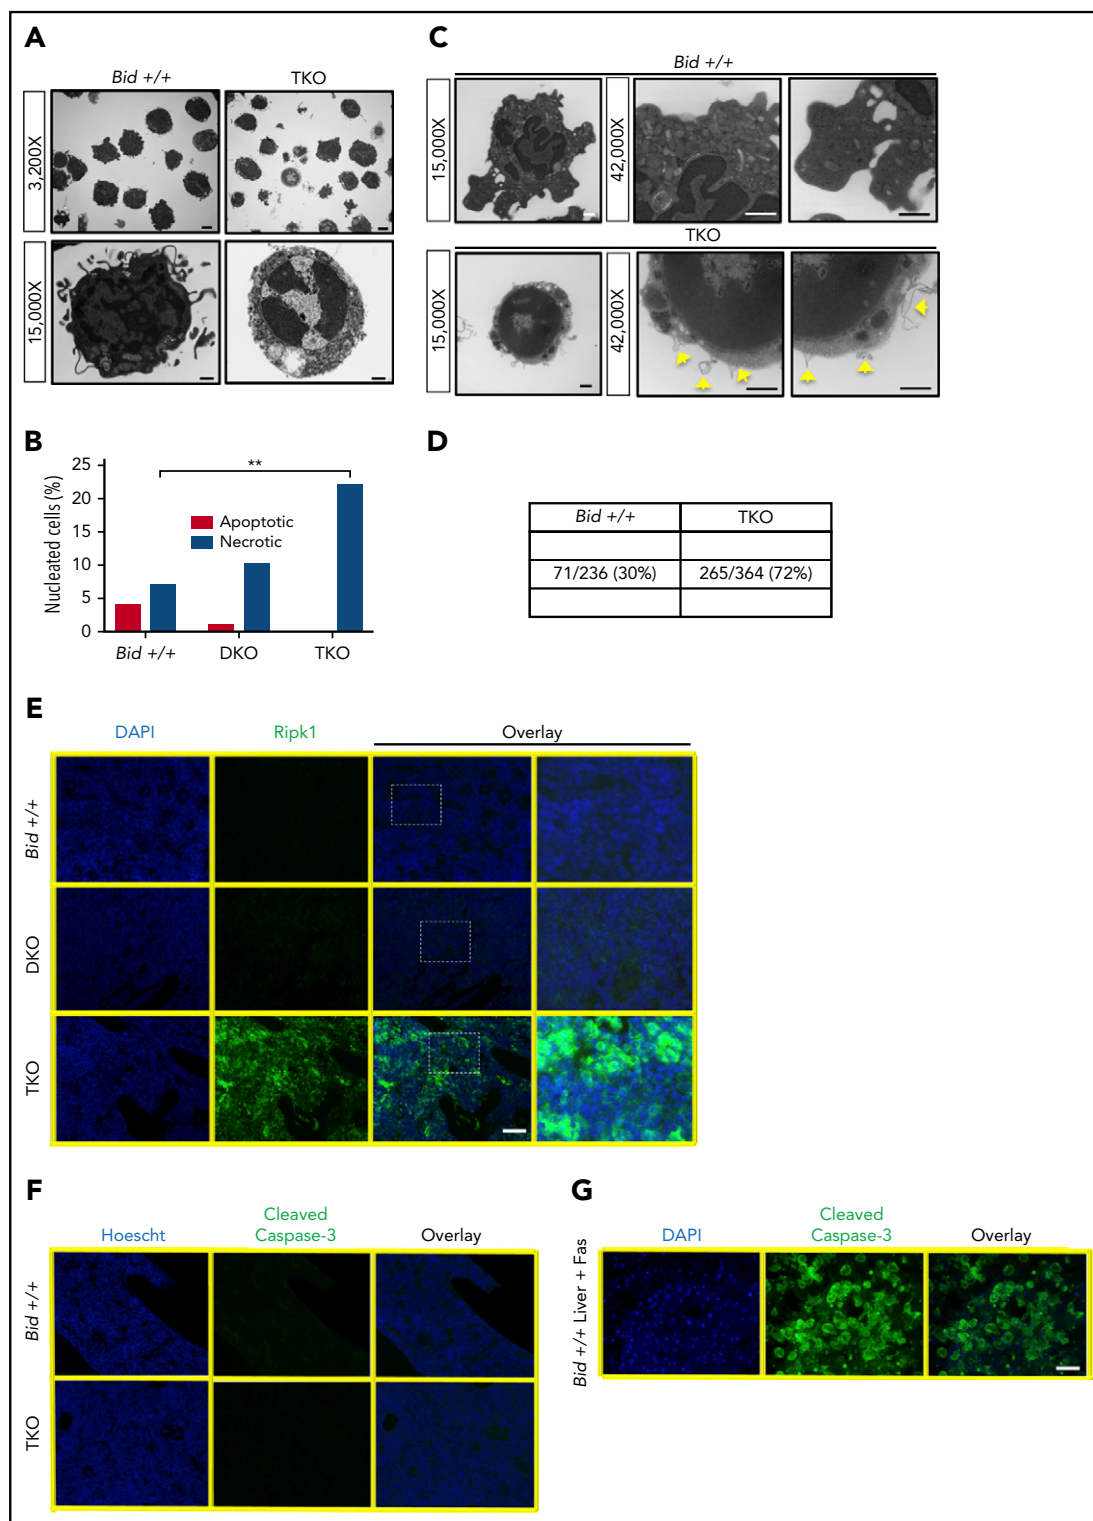 A
Bid +/+
TKO
3,200X
15,000X
C
Bid +/+
15,000X
42,000X
TKO
15,000X
42,000X
B
Nucleated cells (%)
25
20
15
10
5
0
**
Apoptotic
Necrotic
Bid +/+
DKO
TKO
D
Bid +/+
TKO
71/236 (30%)
265/364 (72%)
E
DAPI
Ripk1
Overlay
Bid +/+
DKO
TKO
F
Hoescht
Cleaved
Caspase-3
Overlay
Bid +/+
TKO
G
DAPI
Cleaved
Caspase-3
Overlay
Bid +/+ Liver + Fas